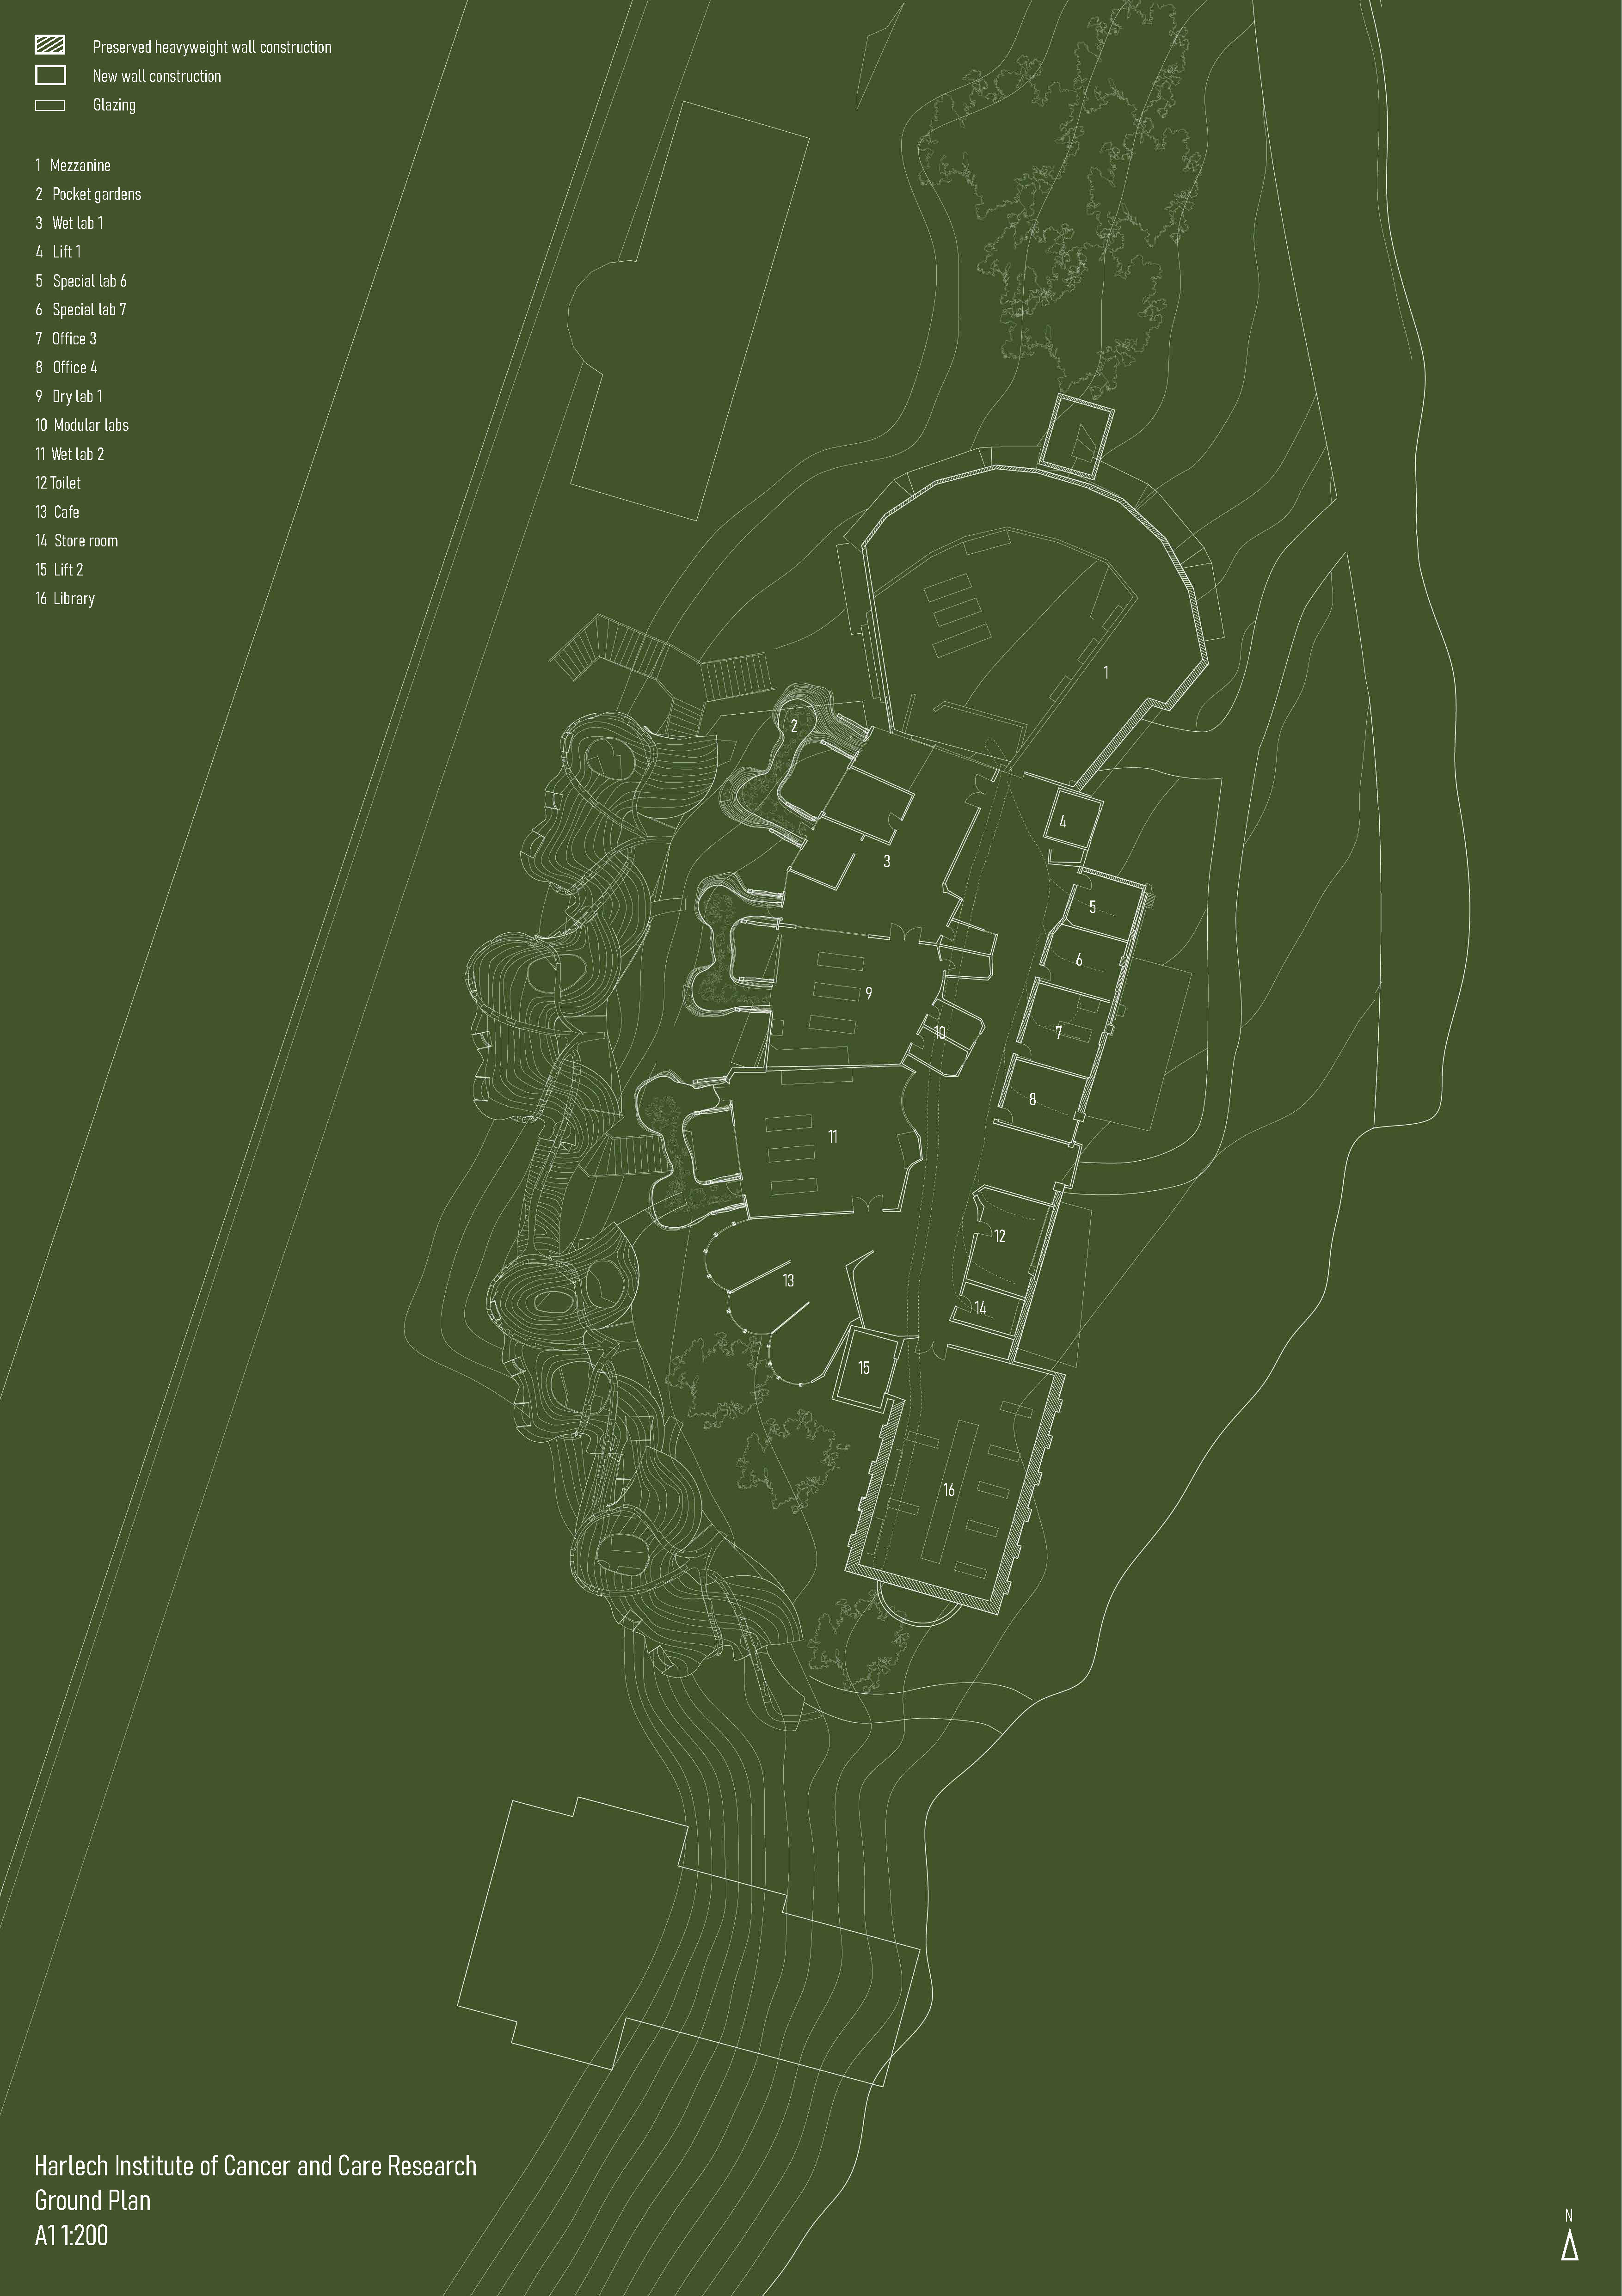 Preserved heavyweight wall construction
New wall construction
Glazing
1 Mezzanine
2 Pocket gardens
3 Wet lab 1
4 Lift 1
5 Special lab 6
6 Special lab 7
7 Office 3
8 Office 4
9 Dry lab 1
10 Modular labs
11 Wet lab 2
12 Toilet
13 Cafe
14 Store room
15 Lift 2
16 Library
1
2
4
3
5
6
9
10
7
8
11
12
13
14
15
16
Harlech Institute of Cancer and Care Research
Ground Plan
A1 1:200
N